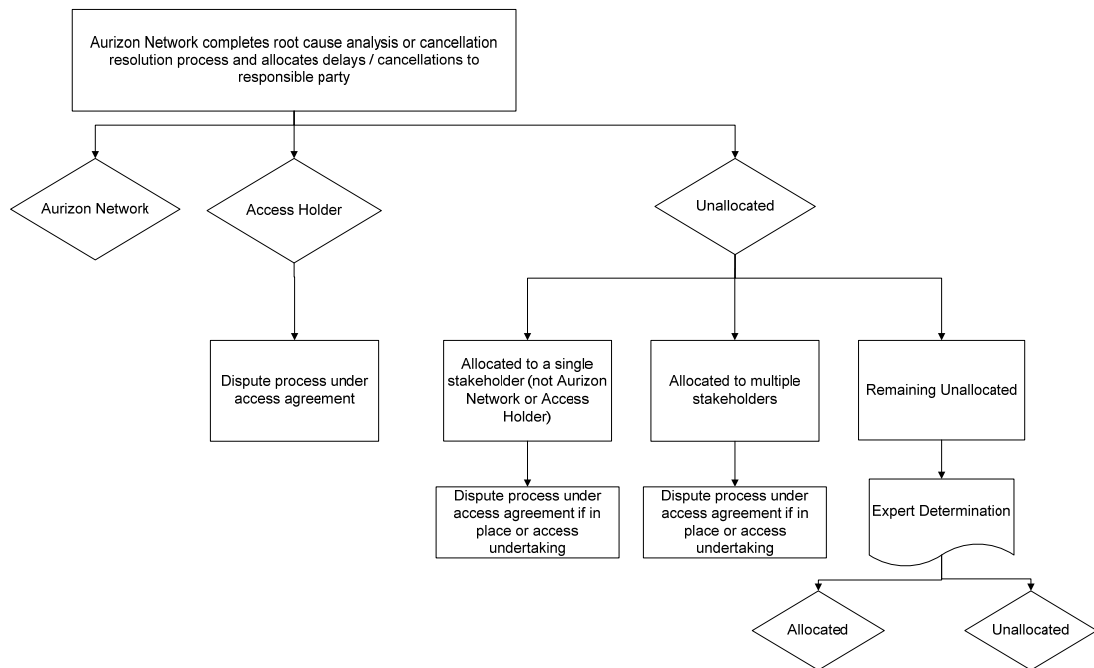 Aurizon Network completes root cause analysis or cancellation
resolution process and allocates delays / cancellations to
responsible party
Aurizon Network
Access Holder
Unallocated
Dispute process under
access agreement
Allocated to a single
stakeholder (not Aurizon
Network or Access
Holder)
Allocated to multiple
stakeholders
Remaining Unallocated
Dispute process under
access agreement if in
place or access
undertaking
Dispute process under
access agreement if in
place or access
undertaking
Expert Determination
Allocated
Unallocated